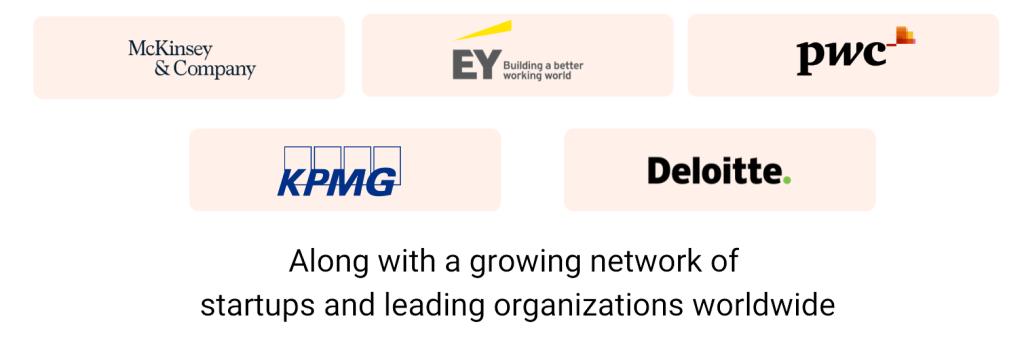 McKinsey
& Company
EY Building a better
working world
pwc
KPMG
Deloitte.
Along with a growing network of
startups and leading organizations worldwide